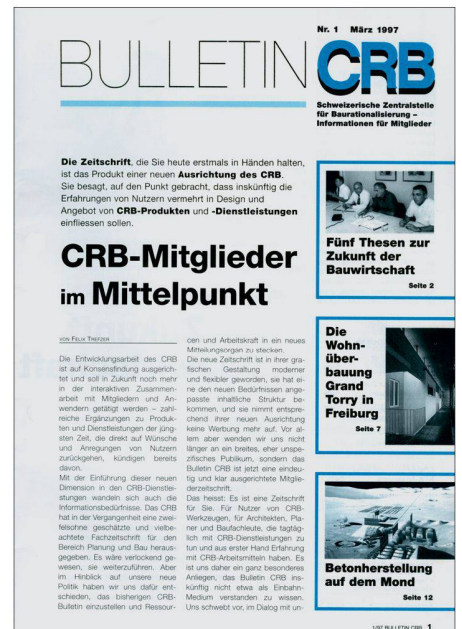 Nr. 1 März 1997
BULLETIN CRB
Schweizerische Zentralstelle
für Baurationalisierung –
Informationen für Mitglieder
Die Zeitschrift, die Sie heute erstmals in Händen halten,
ist das Produkt einer neuen Ausrichtung des CRB.
Sie besagt, auf den Punkt gebracht, dass inskünftig die
Erfahrungen von Nutzern vermehrt in Design und
Angebot von CRB-Produkten und -Dienstleistungen
einfliessen sollen.
CRB-Mitglieder
im Mittelpunkt
VON FELIX TREFZER
Die Entwicklungsarbeit des CRB
ist auf Konsensfindung ausgerich-
tet und soll in Zukunft noch mehr
in der interaktiven Zusammen-
arbeit mit Mitgliedern und An-
wendern getätigt werden – zahl-
reiche Ergänzungen zu Produk-
ten und Dienstleistungen der jüng-
sten Zeit, die direkt auf Wünsche
und Anregungen von Nutzern
zurückgehen, kündigen bereits
davon.
Mit der Einführung dieser neuen
Dimension in den CRB-Dienstlei-
stungen wandeln sich auch die
Informationsbedürfnisse. Das CRB
hat in der Vergangenheit eine zwei-
felsohne geschätzte und vielbe-
achtete Fachzeitschrift für den
Bereich Planung und Bau heraus-
gegeben. Es wäre verlockend ge-
wesen, sie weiterzuführen. Aber
im Hinblick auf unsere neue
Politik haben wir uns dafür ent-
schieden, das bisherigen CRB-
Bulletin einzustellen und Ressour-
cen und Arbeitskraft in ein neues
Mitteilungsorgan zu stecken.
Die neue Zeitschrift ist in ihrer gra-
fischen Gestaltung moderner
und flexibler geworden, sie hat ei-
ne den neuen Bedürfnissen ange-
passte inhaltliche Struktur be-
kommen, und sie nimmt entspre-
chend ihrer neuen Ausrichtung
keine Werbung mehr auf. Vor al-
lem aber wenden wir uns nicht
länger an ein breites, eher unspe-
zifisches Publikum, sondern das
Bulletin CRB ist jetzt eine eindeu-
tig und klar ausgerichtete Mitglie-
derzeitschrift.
Das heisst: Es ist eine Zeitschrift
für Sie. Für Nutzer von CRB-
Werkzeugen, für Architekten, Pla-
ner und Baufachleute, die tagtäg-
lich mit CRB-Dienstleistungen zu
tun und aus erster Hand Erfahrung
mit CRB-Arbeitsmitteln haben. Es
ist uns daher ein ganz besonderes
Anliegen, das Bulletin CRB ins-
künftig nicht etwa als Einbahn-
Medium verstanden zu wissen.
Uns schwebt vor, im Dialog mit un-
Fünf Thesen zur
Zukunft der
Bauwirtschaft
Seite 2
Die
Wohn-
über-
bauung
Grand
Torry in
Freiburg
Seite 7
Betonherstellung
auf dem Mond
Seite 12
1/97 BULLETIN CRB 1